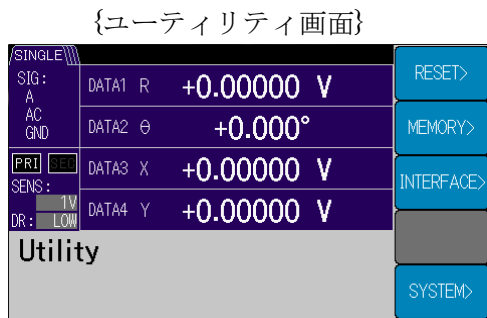 {ユーティリティ画面}
SINGLE
SIG:
A
AC
GND
PRI SEC
SENS:
1V
DR: LOW
DATA1 R +0.00000 V
DATA2 θ +0.000°
DATA3 X +0.00000 V
DATA4 Y +0.00000 V
Utility
RESET>
MEMORY>
INTERFACE>
SYSTEM>